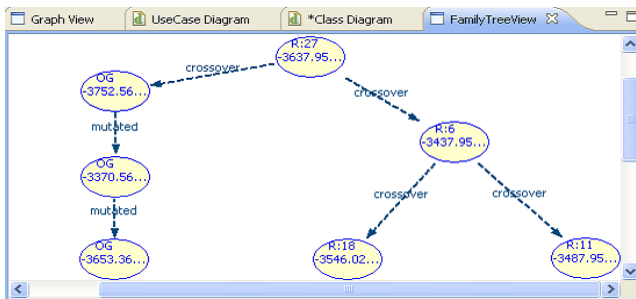 Graph View
UseCase Diagram
*Class Diagram
FamilyTreeView
R:27
-3637.95...
crossover
OG
-3752.56...
crossover
mutated
R:6
-3437.95...
OG
-3370.56...
crossover
crossover
mutated
OG
-3653.36...
R:18
-3546.02...
R:11
-3487.95...